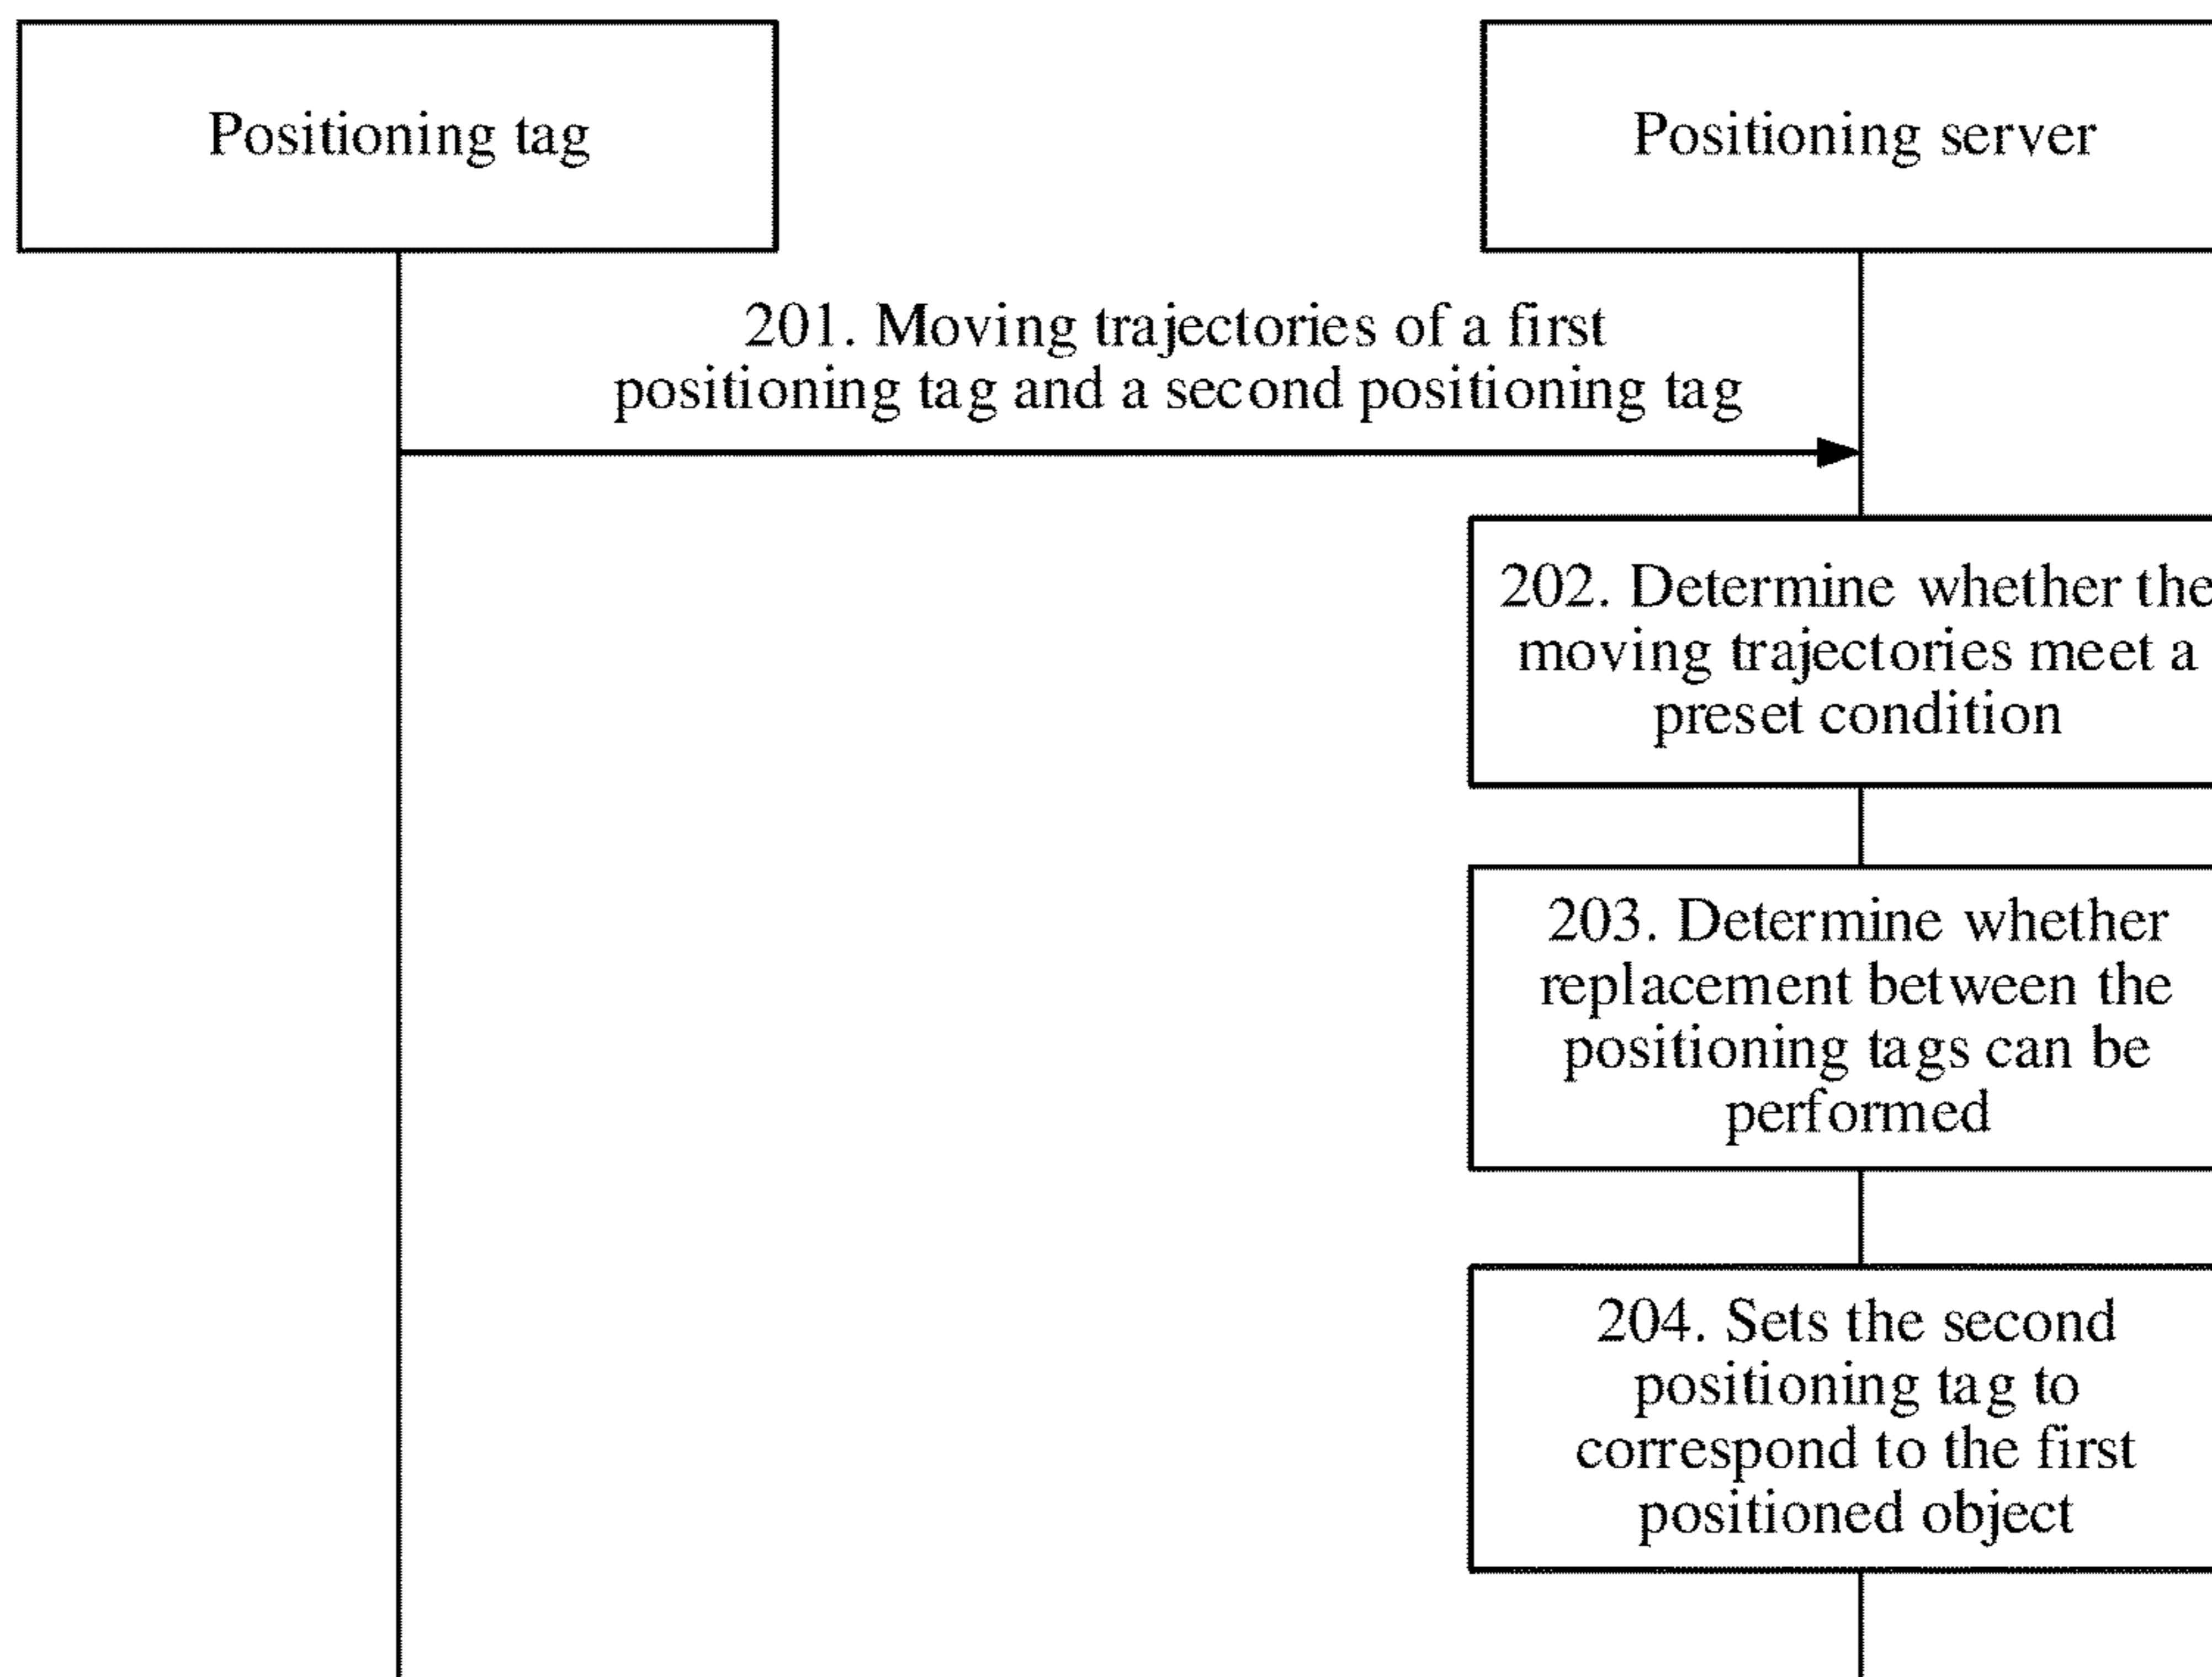 Positioning tag
Positioning server
201. Moving trajectories of a first
positioning tag and a second positioning tag
202. Determine whether the
moving trajectories meet a
preset condition
203. Determine whether
replacement between the
positioning tags can be
performed
204. Sets the second
positioning tag to
correspond to the first
positioned object